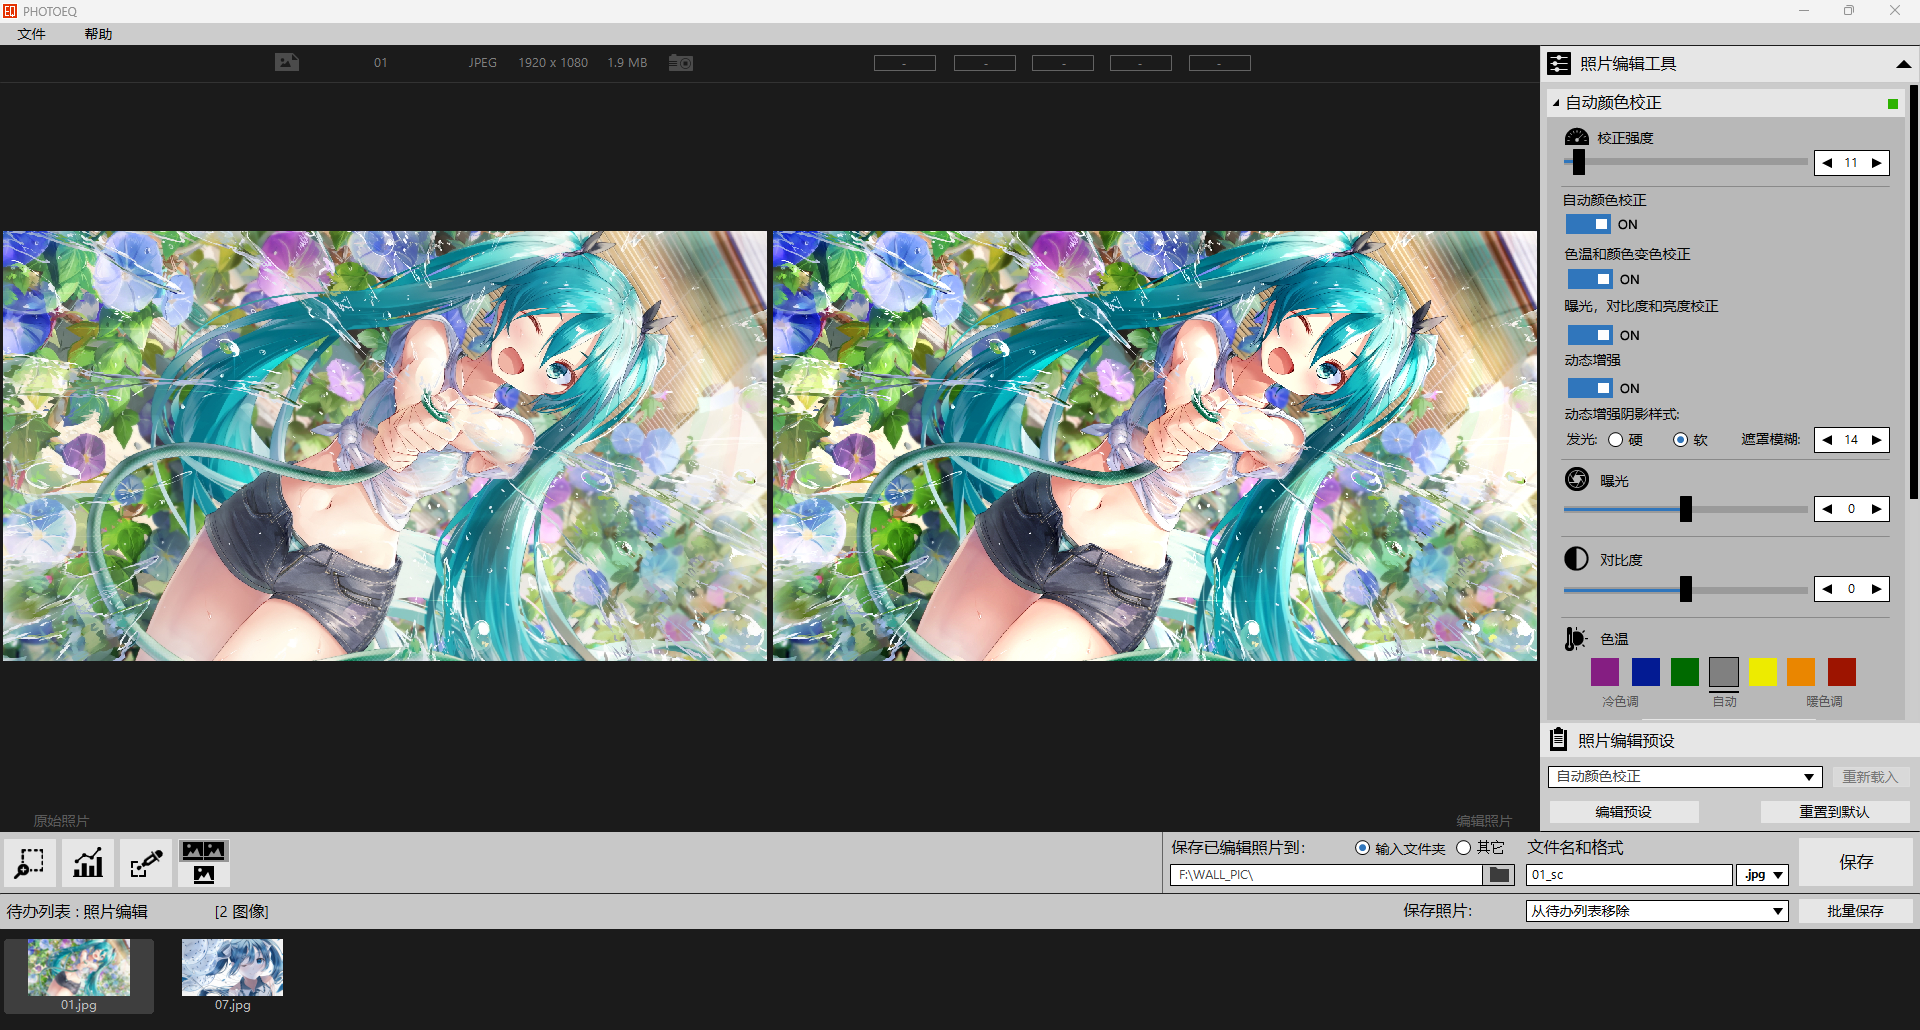 PHOTOEQ
文件 帮助
01 JPEG 1920 x 1080 1.9 MB - - - - -
照片编辑工具
自动颜色校正
校正强度
11
自动颜色校正
ON
色温和颜色变色校正
ON
曝光，对比度和亮度校正
ON
动态增强
ON
动态增强阴影样式:
发光: 硬 软 遮罩模糊: 14
曝光
0
对比度
0
色温
冷色调 自动 暖色调
照片编辑预设
自动颜色校正 重新载入
编辑预设 重置到默认
原始照片 编辑照片
保存已编辑照片到: 输入文件夹 其它 文件名和格式
F:\WALL_PIC\ 01_sc .jpg 保存
待办列表 : 照片编辑 [2 图像] 保存照片: 从待办列表移除 批量保存
01.jpg 07.jpg